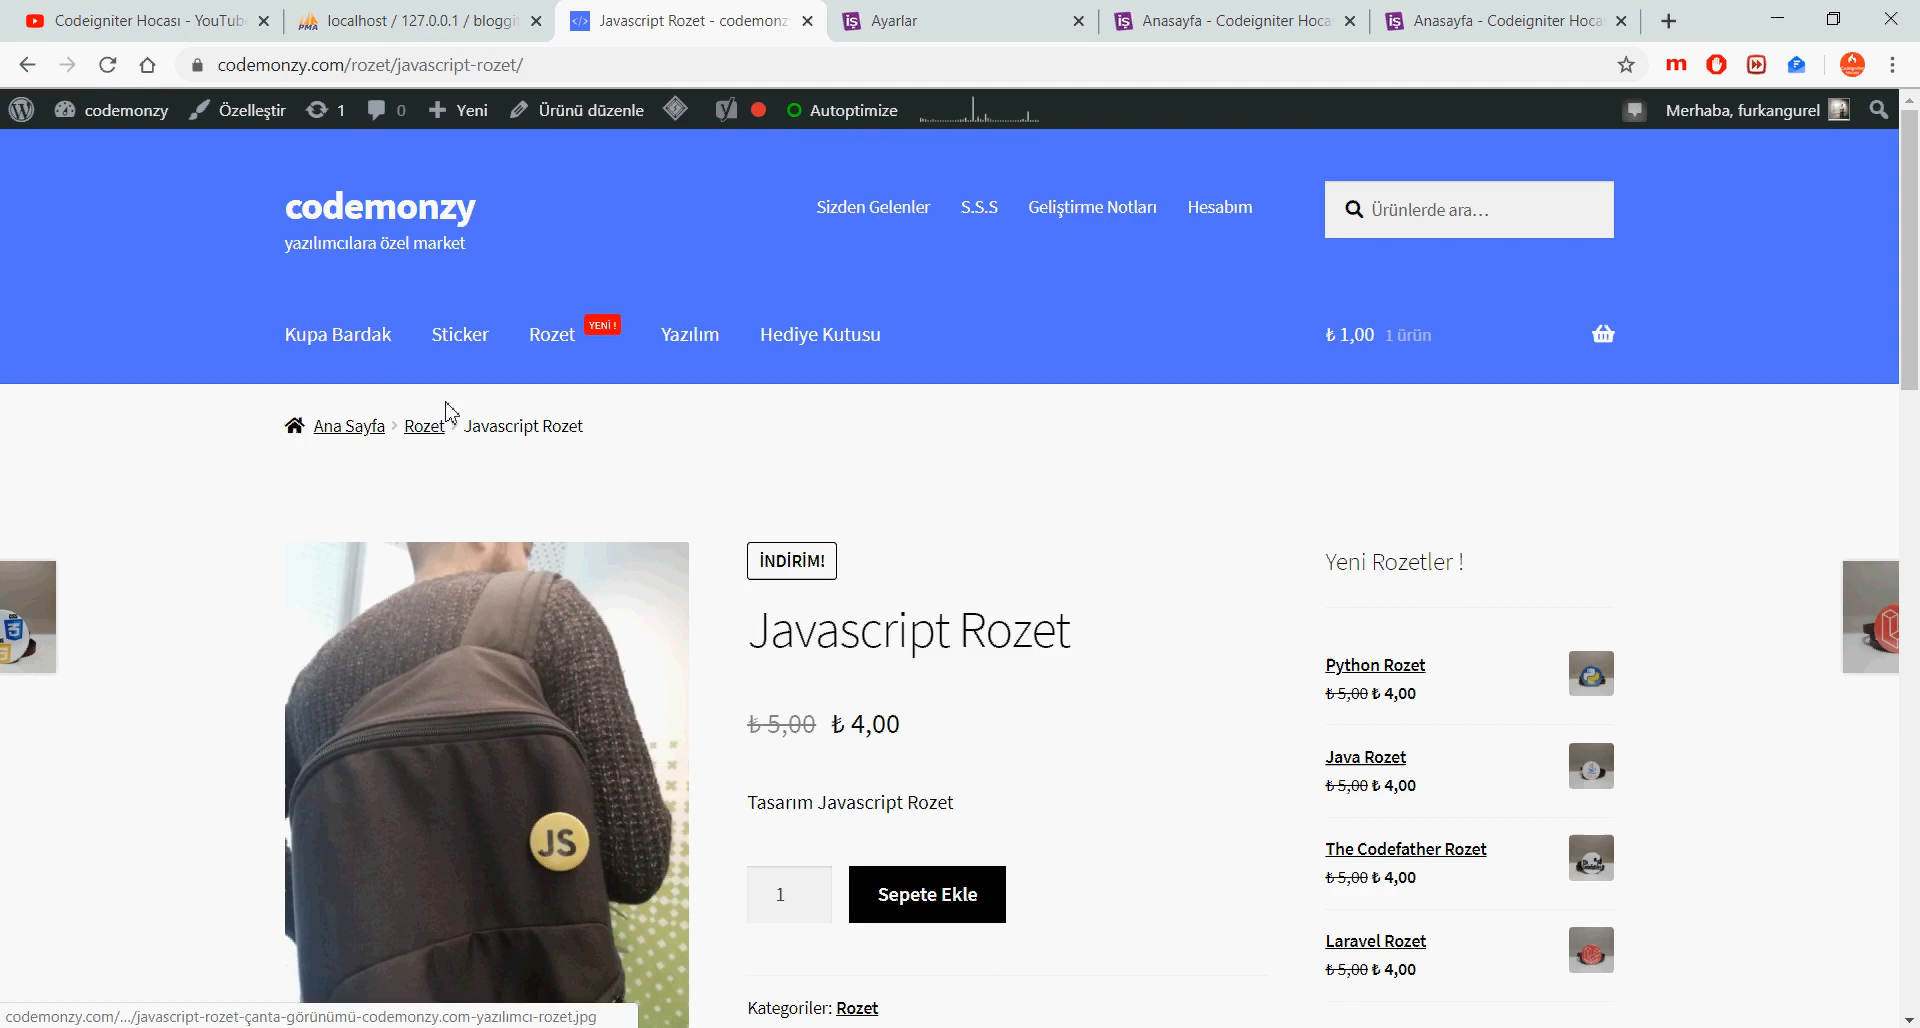 Codeigniter Hocası - YouTub
localhost / 127.0.0.1 / bloggit
Javascript Rozet - codemonz
Ayarlar
Anasayfa - Codeigniter Hoca
Anasayfa - Codeigniter Hoca
codemonzy.com/rozet/javascript-rozet/
codemonzy
Özelleştir
1
0
Yeni
Ürünü düzenle
Autoptimize
Merhaba, furkangurel
codemonzy
yazılımcılara özel market
Sizden Gelenler
S.S.S
Geliştirme Notları
Hesabım
Ürünlerde ara…
Kupa Bardak
Sticker
Rozet
YENİ !
Yazılım
Hediye Kutusu
₺ 1,00 1 ürün
Ana Sayfa
Rozet
Javascript Rozet
JS
İNDİRİM!
Javascript Rozet
₺ 5,00 ₺ 4,00
Tasarım Javascript Rozet
1
Sepete Ekle
Kategoriler: Rozet
Yeni Rozetler !
Python Rozet
₺ 5,00 ₺ 4,00
Java Rozet
₺ 5,00 ₺ 4,00
The Codefather Rozet
₺ 5,00 ₺ 4,00
Laravel Rozet
₺ 5,00 ₺ 4,00
codemonzy.com/.../javascript-rozet-çanta-görünümü-codemonzy.com-yazılımcı-rozet.jpg